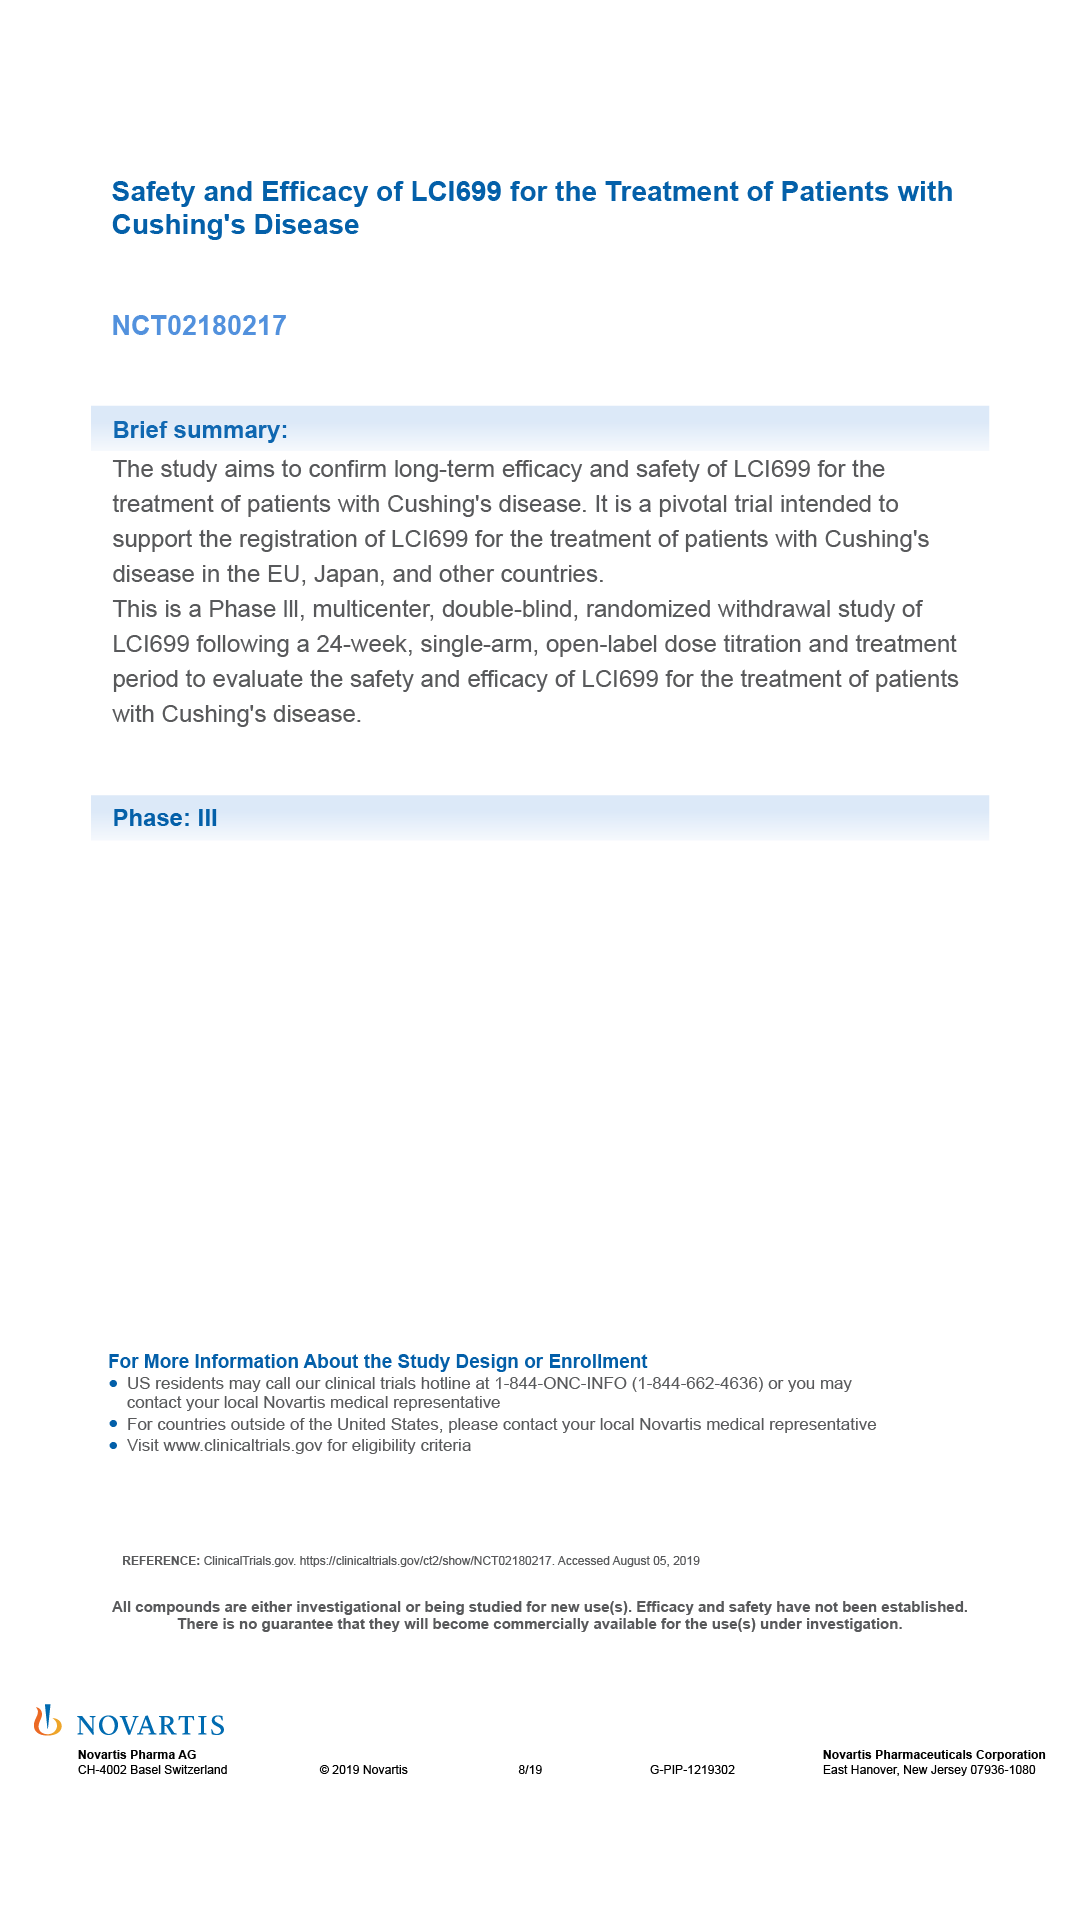 Safety and Efficacy of LCI699 for the Treatment of Patients with
Cushing's Disease
NCT02180217
Brief summary:
The study aims to confirm long-term efficacy and safety of LCI699 for the
treatment of patients with Cushing's disease. It is a pivotal trial intended to
support the registration of LCI699 for the treatment of patients with Cushing's
disease in the EU, Japan, and other countries.
This is a Phase lll, multicenter, double-blind, randomized withdrawal study of
LCI699 following a 24-week, single-arm, open-label dose titration and treatment
period to evaluate the safety and efficacy of LCI699 for the treatment of patients
with Cushing's disease.
Phase: III
For More Information About the Study Design or Enrollment
● US residents may call our clinical trials hotline at 1-844-ONC-INFO (1-844-662-4636) or you may
contact your local Novartis medical representative
● For countries outside of the United States, please contact your local Novartis medical representative
● Visit www.clinicaltrials.gov for eligibility criteria
REFERENCE: ClinicalTrials.gov. https://clinicaltrials.gov/ct2/show/NCT02180217. Accessed August 05, 2019
All compounds are either investigational or being studied for new use(s). Efficacy and safety have not been established.
There is no guarantee that they will become commercially available for the use(s) under investigation.
NOVARTIS
Novartis Pharma AG
CH-4002 Basel Switzerland
© 2019 Novartis
8/19
G-PIP-1219302
Novartis Pharmaceuticals Corporation
East Hanover, New Jersey 07936-1080